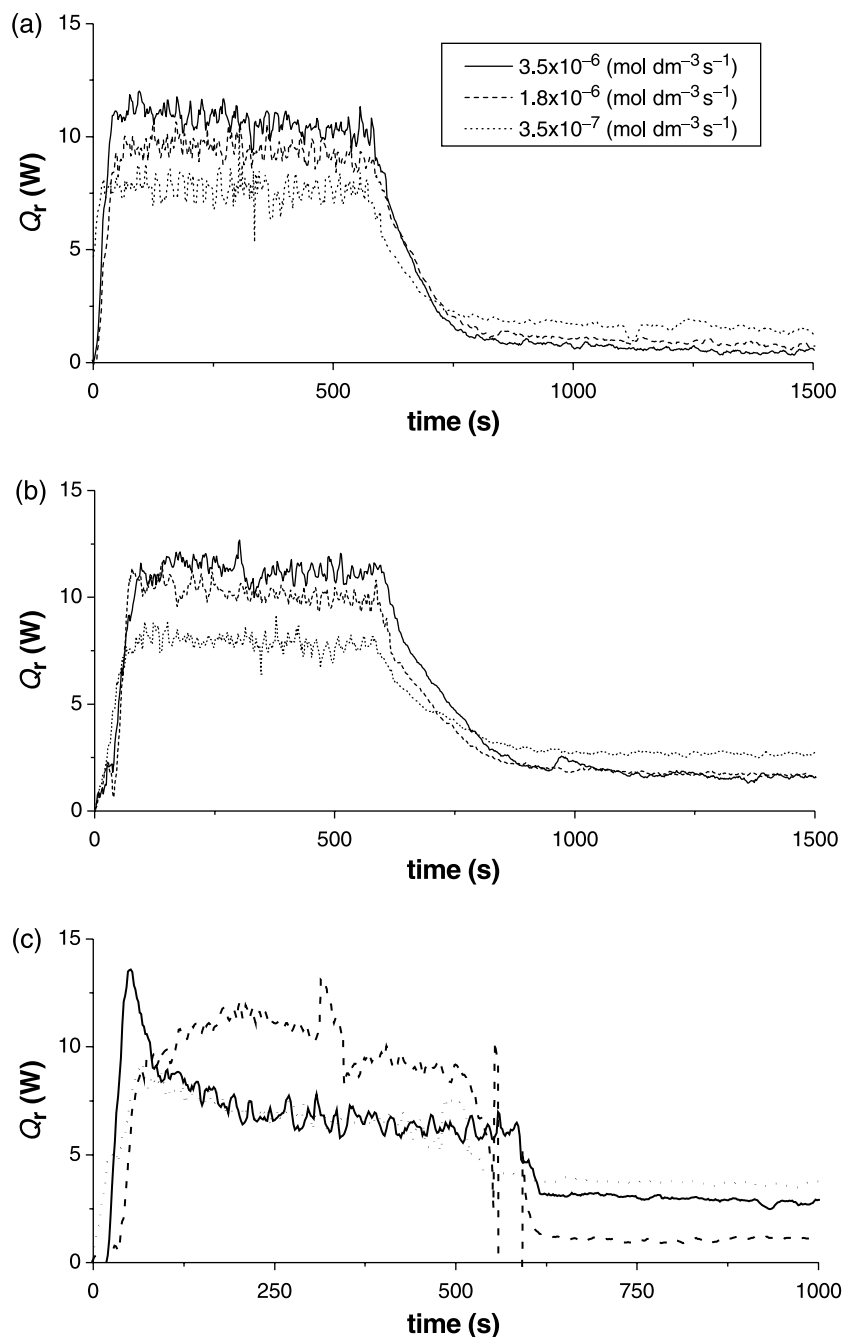 (a)
15
10
5
0
Qr (W)
3.5x10⁻⁶ (mol dm⁻³ s⁻¹)
1.8x10⁻⁶ (mol dm⁻³ s⁻¹)
3.5x10⁻⁷ (mol dm⁻³ s⁻¹)
0 500 1000 1500
time (s)
(b)
15
10
5
0
Qr (W)
0 500 1000 1500
time (s)
(c)
15
10
5
0
Qr (W)
0 250 500 750 1000
time (s)